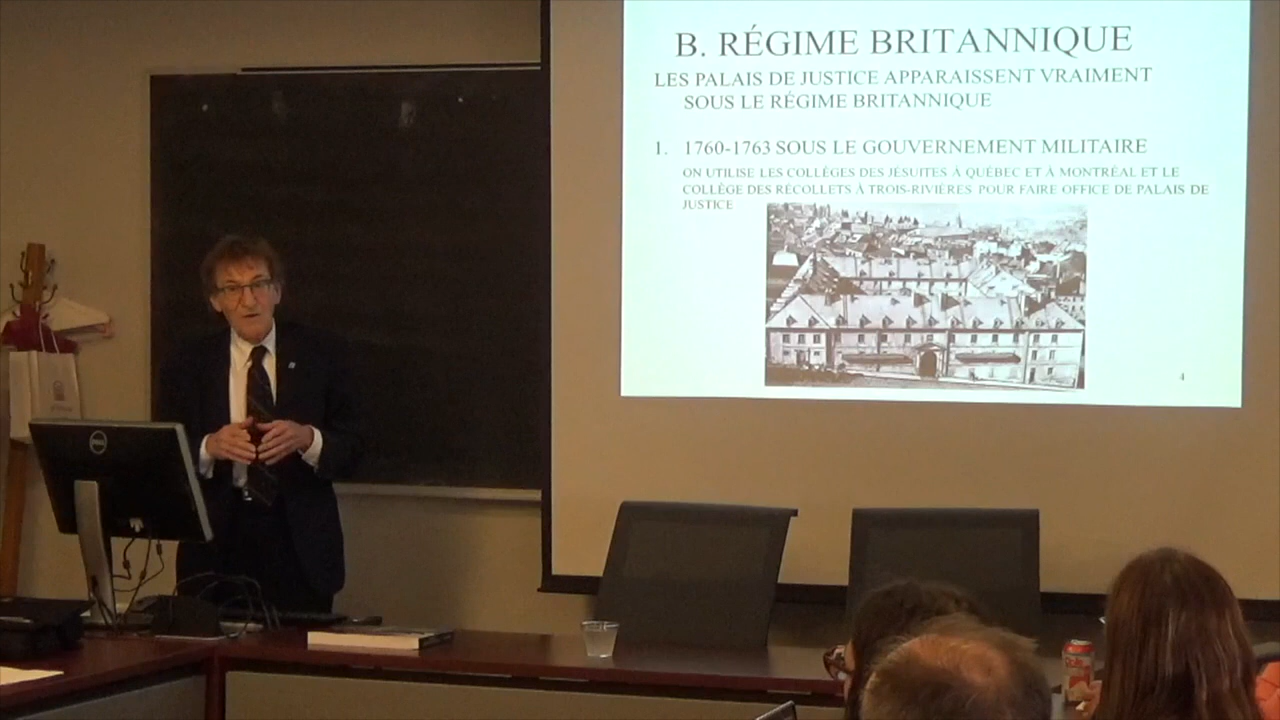 B. RÉGIME BRITANNIQUE
LES PALAIS DE JUSTICE APPARAISSENT VRAIMENT
SOUS LE RÉGIME BRITANNIQUE
1. 1760-1763 SOUS LE GOUVERNEMENT MILITAIRE
ON UTILISE LES COLLÈGES DES JÉSUITES À QUÉBEC ET À MONTRÉAL ET LE
COLLÈGE DES RÉCOLLETS À TROIS-RIVIÈRES POUR FAIRE OFFICE DE PALAIS DE
JUSTICE
4